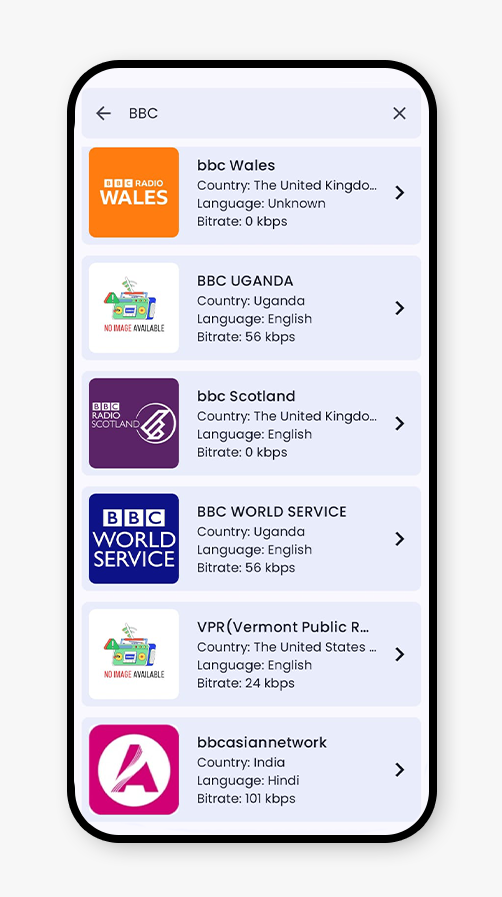 BBC
BBC RADIO
WALES
bbc Wales
Country: The United Kingdo...
Language: Unknown
Bitrate: 0 kbps
NO IMAGE AVAILABLE
BBC UGANDA
Country: Uganda
Language: English
Bitrate: 56 kbps
BBC
RADIO
SCOTLAND
bbc Scotland
Country: The United Kingdo...
Language: English
Bitrate: 0 kbps
BBC
WORLD
SERVICE
BBC WORLD SERVICE
Country: Uganda
Language: English
Bitrate: 56 kbps
NO IMAGE AVAILABLE
VPR(Vermont Public R...
Country: The United States ...
Language: English
Bitrate: 24 kbps
A
bbcasiannetwork
Country: India
Language: Hindi
Bitrate: 101 kbps